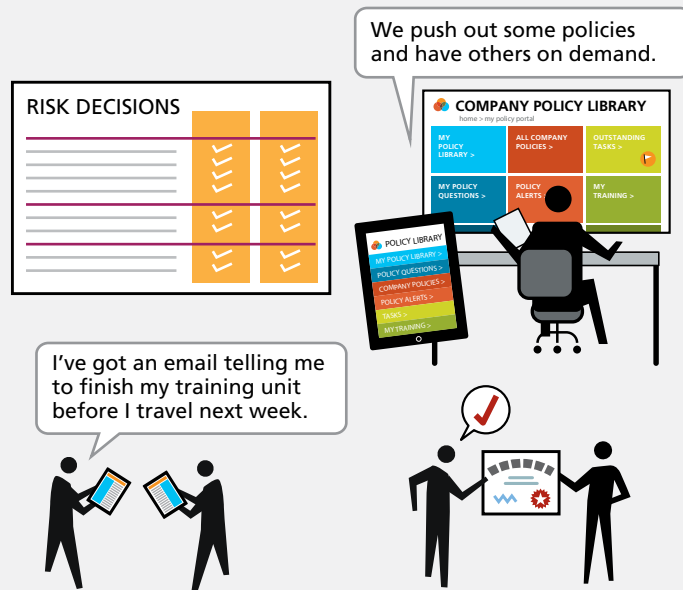 We push out some policies
and have others on demand.
RISK DECISIONS
COMPANY POLICY LIBRARY
home > my policy portal
MY
POLICY
LIBRARY >
ALL COMPANY
POLICIES >
OUTSTANDING
TASKS >
MY POLICY
QUESTIONS >
POLICY
ALERTS
MY
TRAINING >
POLICY LIBRARY
MY POLICY LIBRARY >
POLICY QUESTIONS >
COMPANY POLICIES >
POLICY ALERTS >
TASKS >
MY TRAINING >
I've got an email telling me
to finish my training unit
before I travel next week.